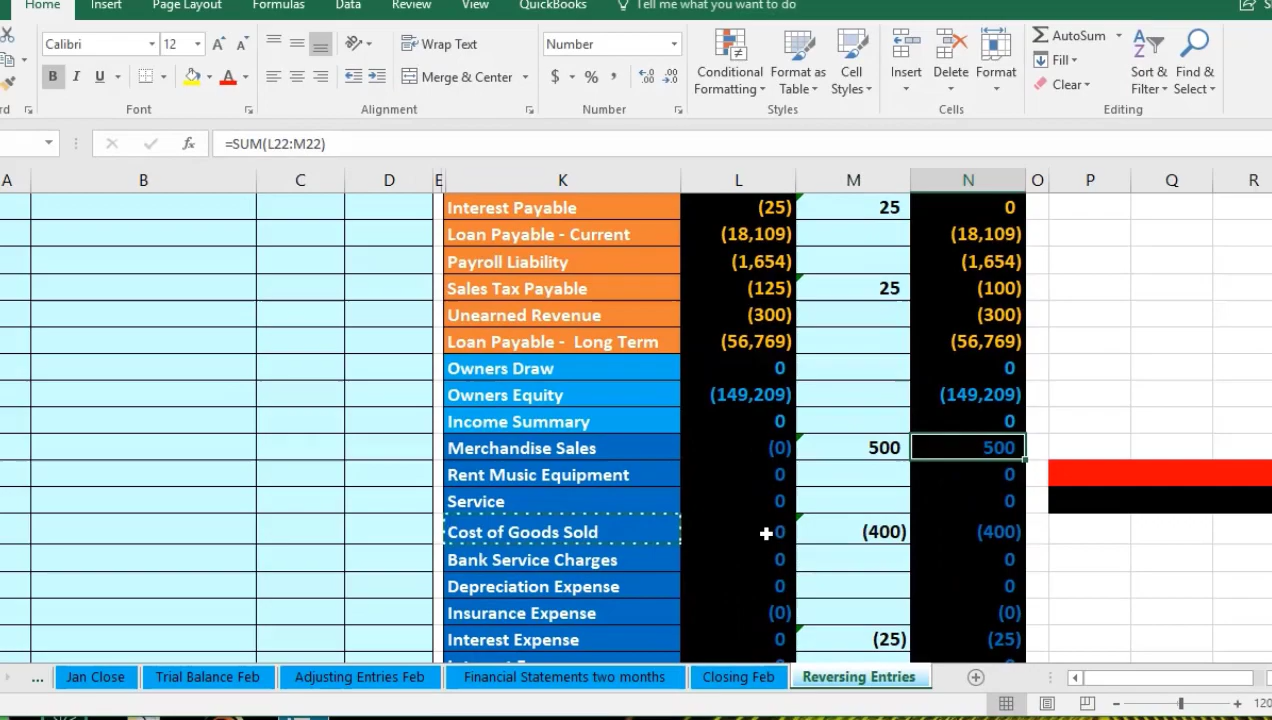 Home Insert Page Layout Formulas Data Review View QuickBooks Tell me what you want to do
Calibri 12 A A Wrap Text Number AutoSum
B I U A Merge & Center $ % , Conditional Formatting Format as Table Cell Styles Insert Delete Format Fill Clear Sort & Filter Find & Select
Font Alignment Number Styles Cells Editing
fx =SUM(L22:M22)
A B C D E K L M N O P Q R
Interest Payable (25) 25 0
Loan Payable - Current (18,109) (18,109)
Payroll Liability (1,654) (1,654)
Sales Tax Payable (125) 25 (100)
Unearned Revenue (300) (300)
Loan Payable - Long Term (56,769) (56,769)
Owners Draw 0 0
Owners Equity (149,209) (149,209)
Income Summary 0 0
Merchandise Sales (0) 500 500
Rent Music Equipment 0 0
Service 0 0
Cost of Goods Sold 0 (400) (400)
Bank Service Charges 0 0
Depreciation Expense 0 0
Insurance Expense (0) (0)
Interest Expense 0 (25) (25)
... Jan Close Trial Balance Feb Adjusting Entries Feb Financial Statements two months Closing Feb Reversing Entries
120